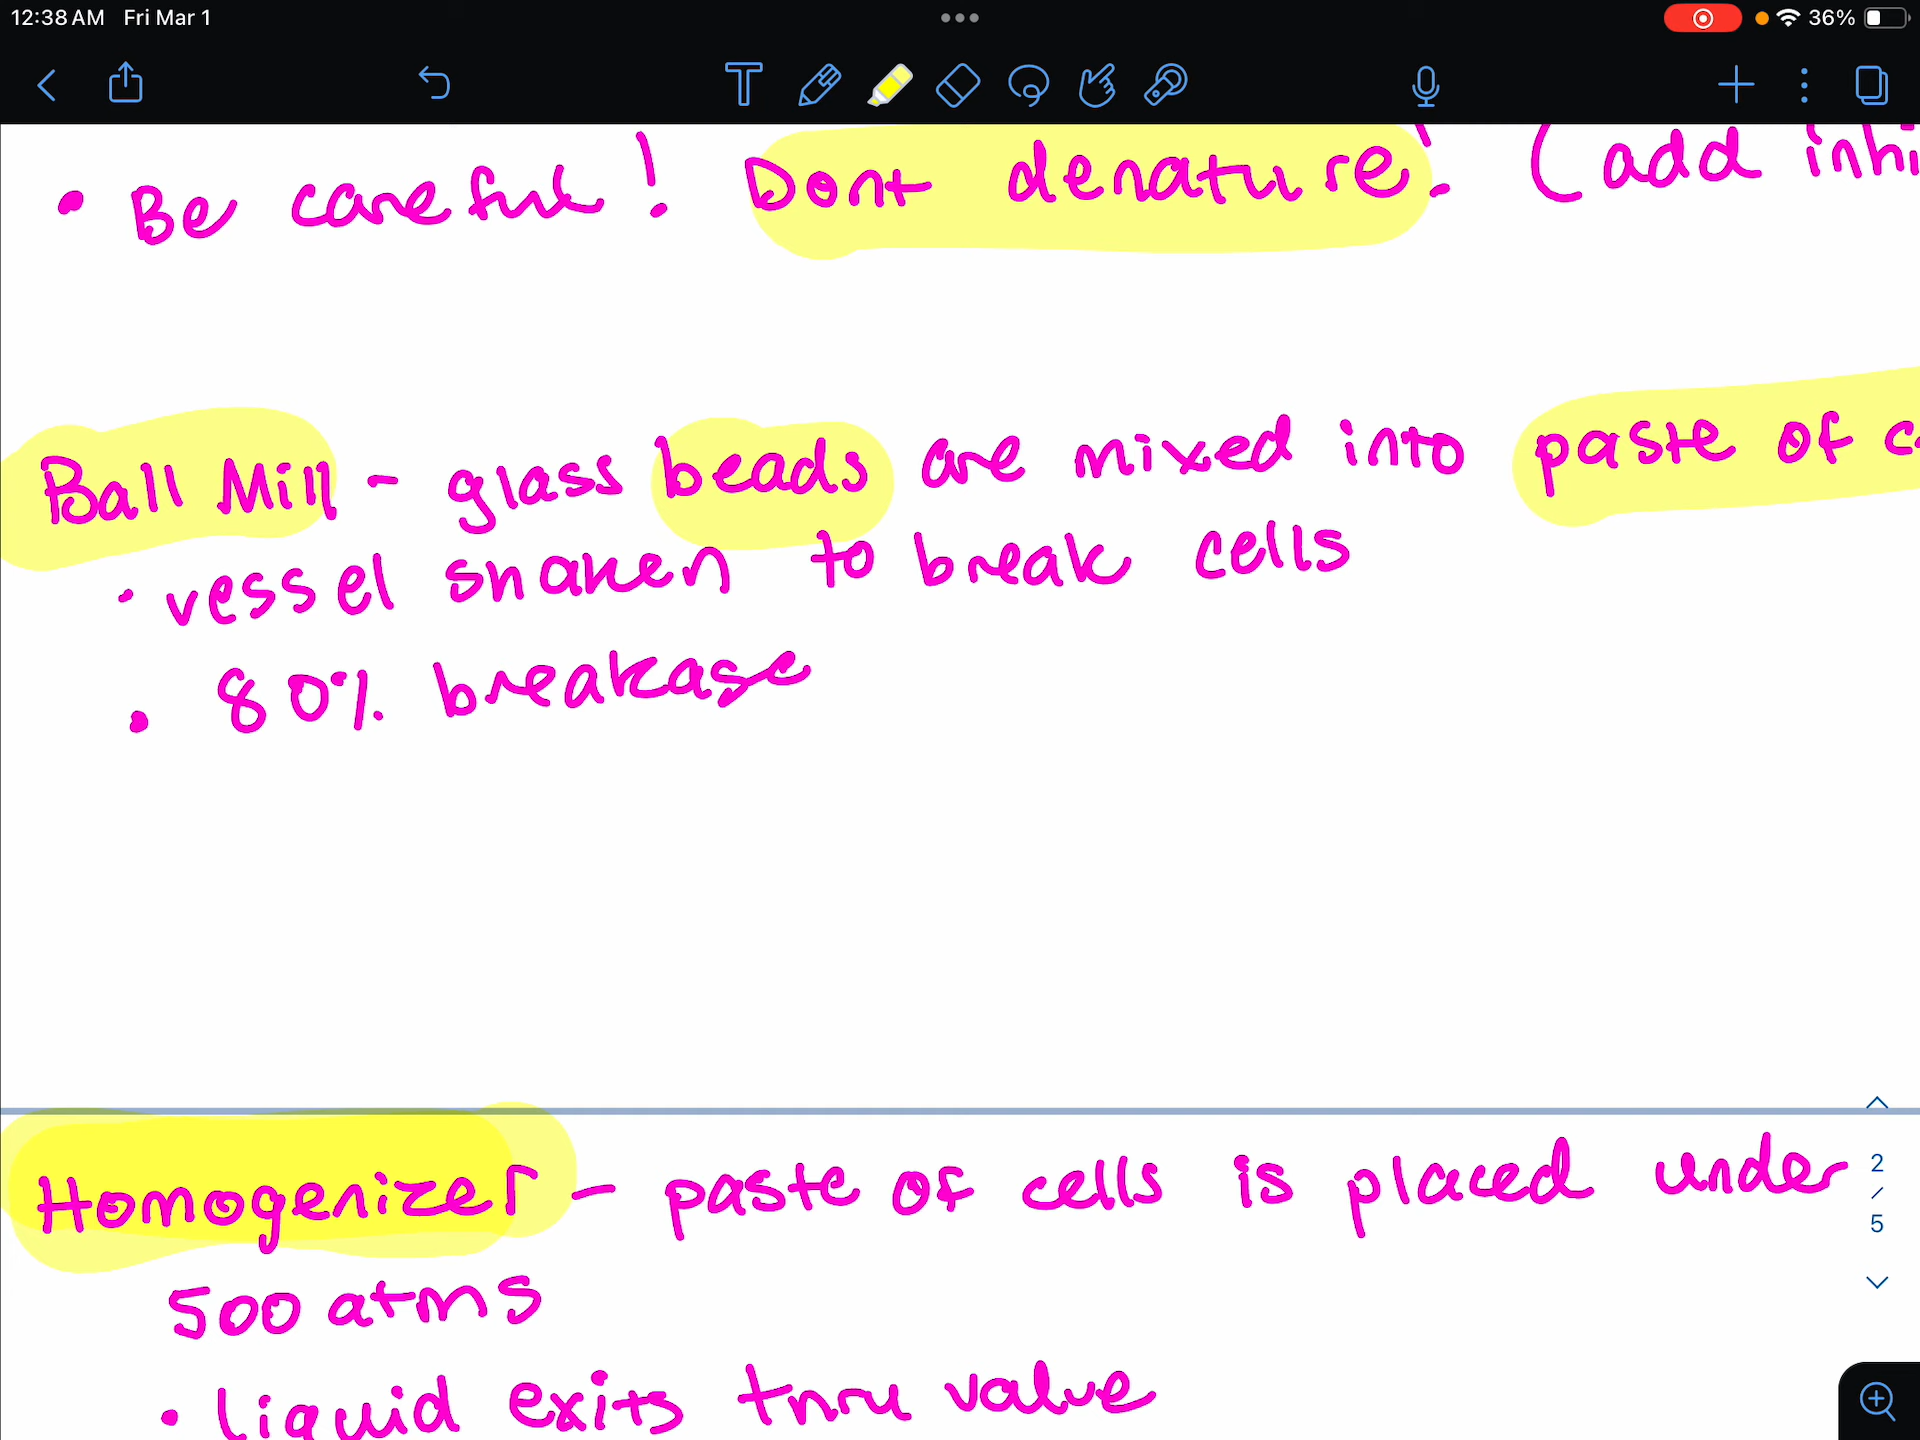 12:38 AM Fri Mar 1 36%
• Be careful! Dont denature! (add inhi
Ball Mill - glass beads are mixed into paste of c
• vessel shaken to break cells
• 80% breakage
Homogenizer - paste of cells is placed under
500 atms
• liquid exits thru valve
2
/
5